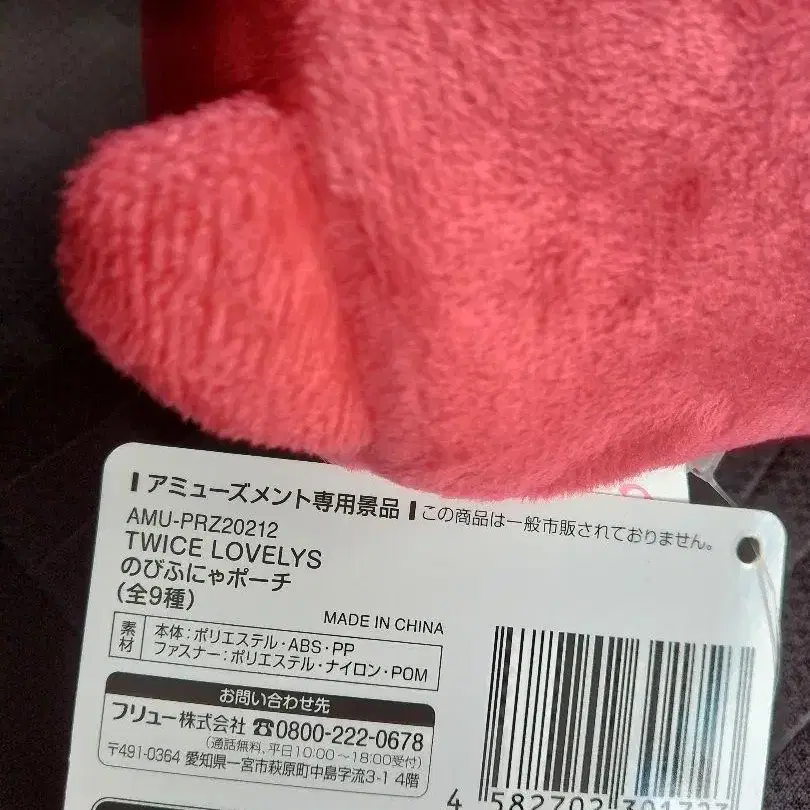 アミューズメント専用景品 この商品は一般市販されておりません。
AMU-PRZ20212
TWICE LOVELYS
のびふにゃポーチ
(全9種)
MADE IN CHINA
素材 本体:ポリエステル・ABS・PP
ファスナー:ポリエステル・ナイロン・POM
お問い合わせ先
フリュー株式会社 ☎0800-222-0678
(通話無料、平日10:00〜18:00受付)
〒491-0364 愛知県一宮市萩原町中島字流3-1 4階
4 582702